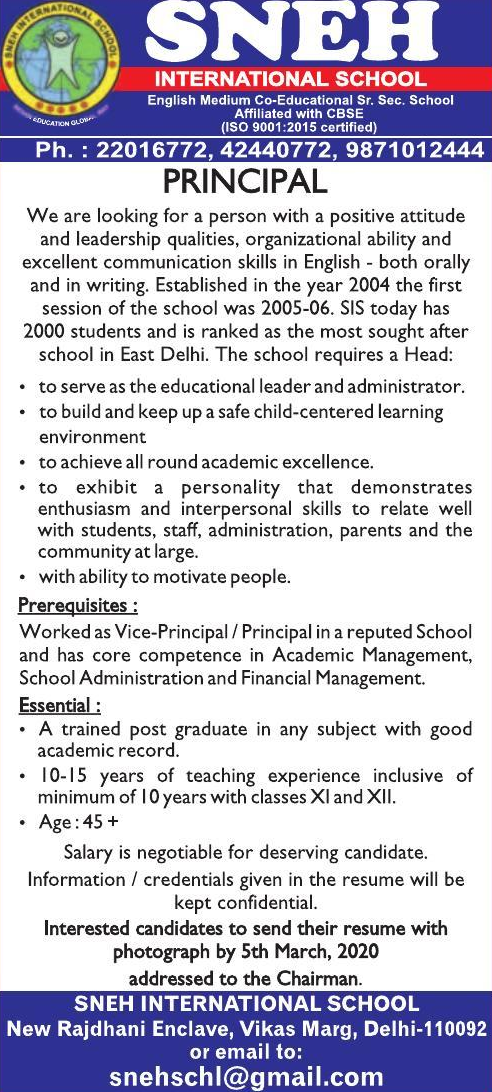 SNEH INTERNATIONAL SCHOOL
EDUCATION GLOBAL
SNEH
INTERNATIONAL SCHOOL
English Medium Co-Educational Sr. Sec. School
Affiliated with CBSE
(ISO 9001:2015 certified)
Ph. : 22016772, 42440772, 9871012444
PRINCIPAL
We are looking for a person with a positive attitude
and leadership qualities, organizational ability and
excellent communication skills in English - both orally
and in writing. Established in the year 2004 the first
session of the school was 2005-06. SIS today has
2000 students and is ranked as the most sought after
school in East Delhi. The school requires a Head:
• to serve as the educational leader and administrator.
• to build and keep up a safe child-centered learning
environment
• to achieve all round academic excellence.
• to exhibit a personality that demonstrates
enthusiasm and interpersonal skills to relate well
with students, staff, administration, parents and the
community at large.
• with ability to motivate people.
Prerequisites :
Worked as Vice-Principal / Principal in a reputed School
and has core competence in Academic Management,
School Administration and Financial Management.
Essential :
• A trained post graduate in any subject with good
academic record.
• 10-15 years of teaching experience inclusive of
minimum of 10 years with classes XI and XII.
• Age : 45 +
Salary is negotiable for deserving candidate.
Information / credentials given in the resume will be
kept confidential.
Interested candidates to send their resume with
photograph by 5th March, 2020
addressed to the Chairman.
SNEH INTERNATIONAL SCHOOL
New Rajdhani Enclave, Vikas Marg, Delhi-110092
or email to:
snehschl@gmail.com